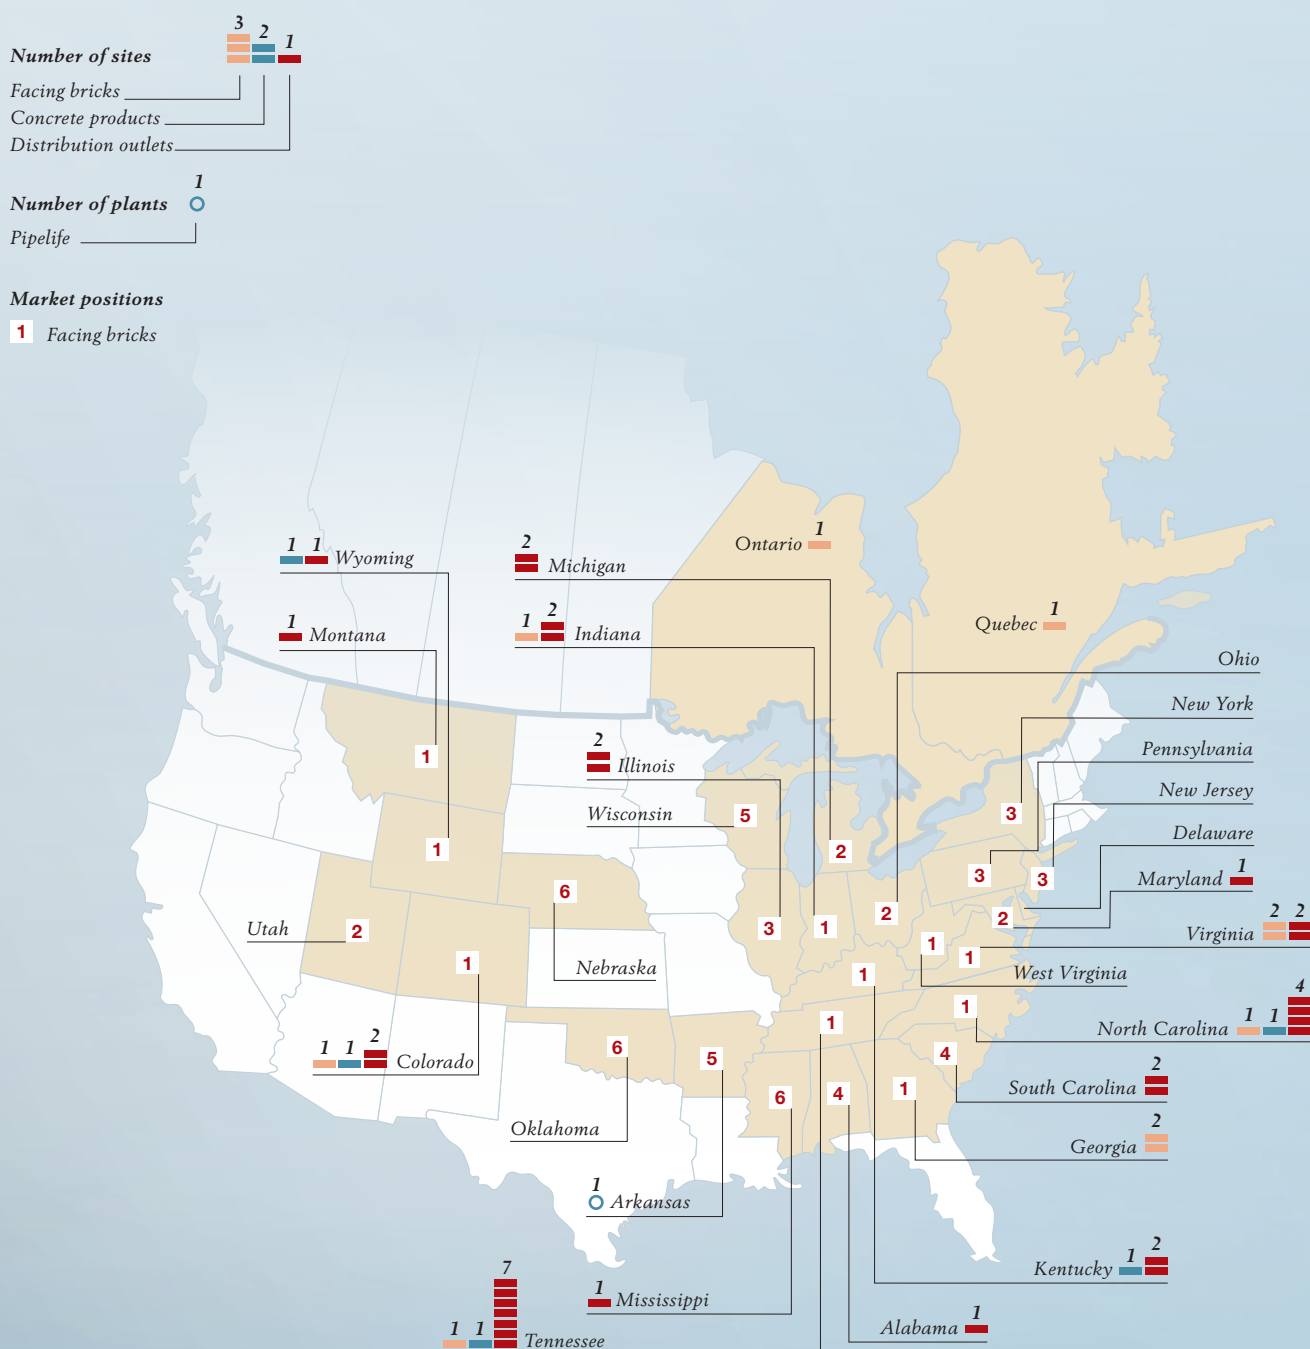 3 2 1
Number of sites
Facing bricks
Concrete products
Distribution outlets
1
Number of plants
Pipelife
Market positions
1 Facing bricks
1 1 Wyoming
2 Michigan
1 Ontario
1 Montana
1 2 Indiana
Quebec 1
Ohio
New York
Pennsylvania
New Jersey
Delaware
Maryland 1
2 2
Virginia
West Virginia
4
1 1
North Carolina
2
South Carolina
2
Georgia
2 Illinois
Wisconsin
1
5
3
1
2
3
3
6
Utah
2
3
1
2
2
1
1
1
1
Nebraska
1
1
1 1 2 Colorado
6
5
4
6
4
1
Oklahoma
1
Arkansas
1 2
Kentucky
1
Mississippi
Alabama 1
7
1 1
Tennessee